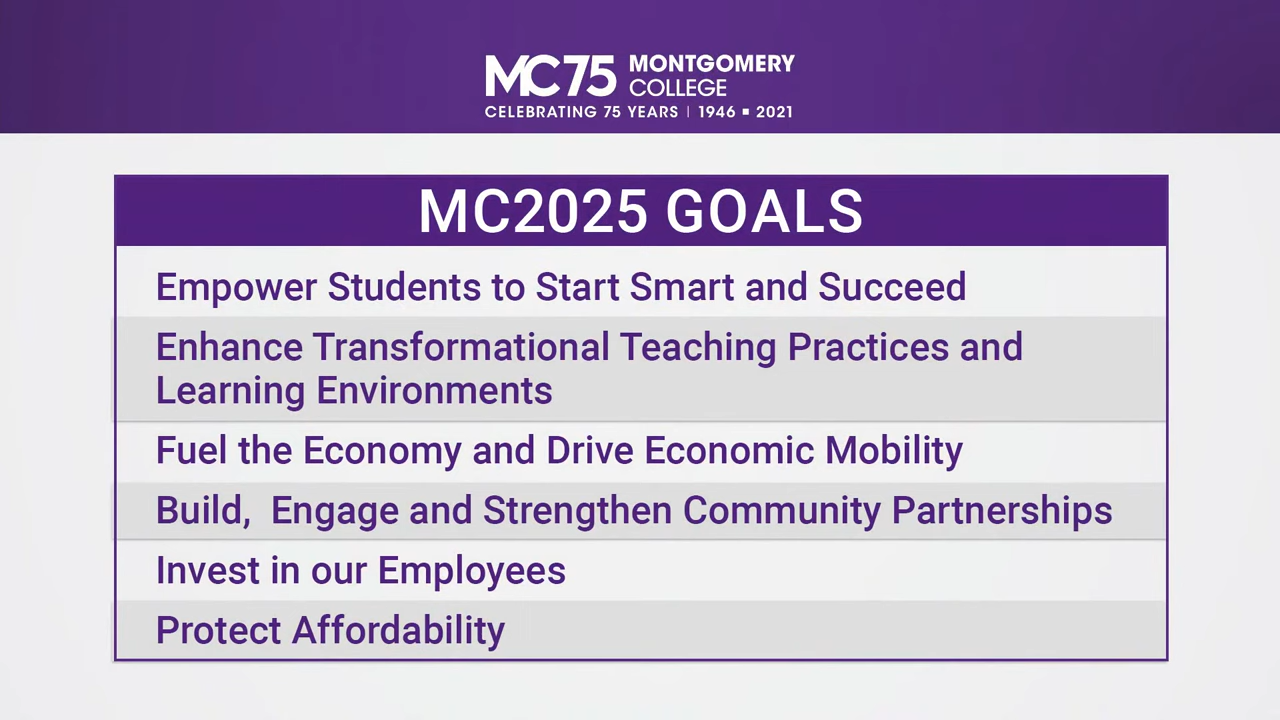 MC75 MONTGOMERY
COLLEGE
CELEBRATING 75 YEARS | 1946 ▪ 2021
MC2025 GOALS
Empower Students to Start Smart and Succeed
Enhance Transformational Teaching Practices and
Learning Environments
Fuel the Economy and Drive Economic Mobility
Build,  Engage and Strengthen Community Partnerships
Invest in our Employees
Protect Affordability